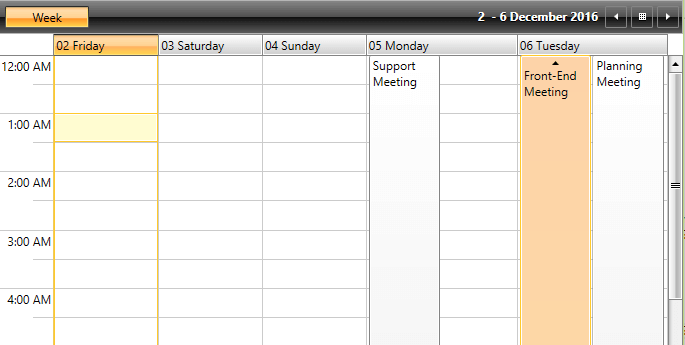 Week
2 - 6 December 2016
02 Friday
03 Saturday
04 Sunday
05 Monday
06 Tuesday
12:00 AM
Support
Meeting
Front-End
Meeting
Planning
Meeting
1:00 AM
2:00 AM
3:00 AM
4:00 AM